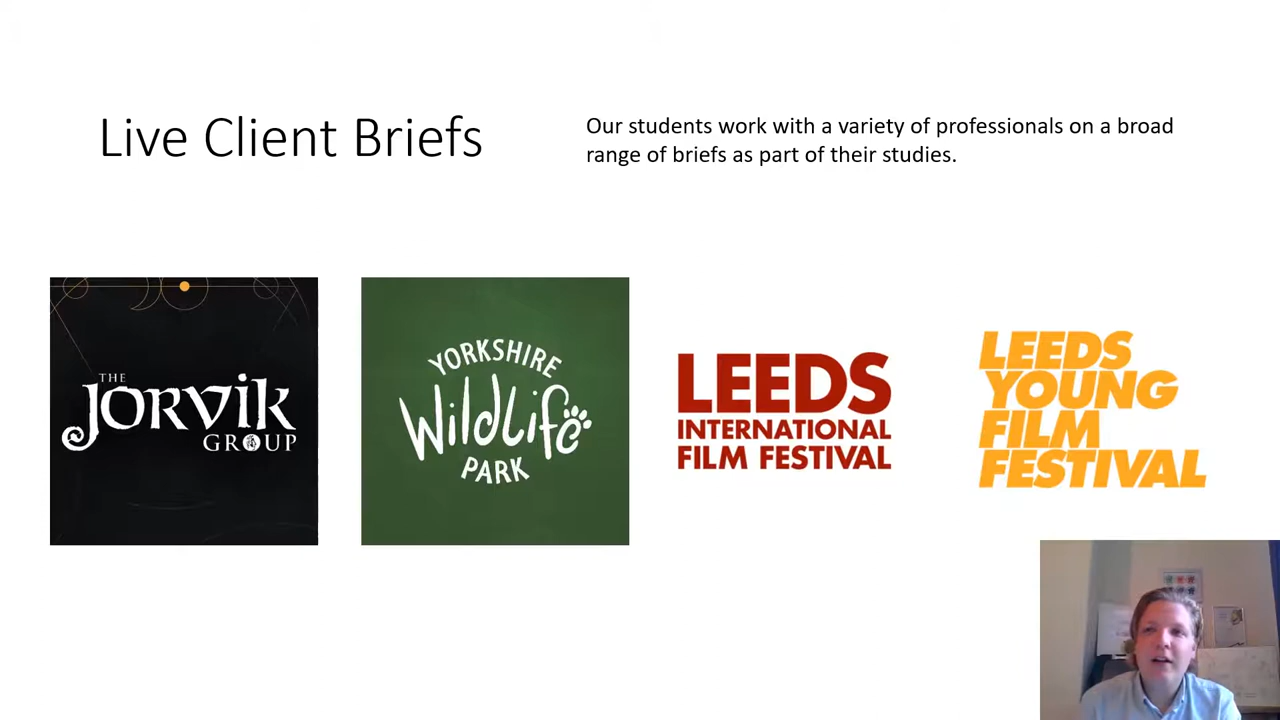 Live Client Briefs
Our students work with a variety of professionals on a broad
range of briefs as part of their studies.
THE
JORVIK
GROUP
YORKSHIRE
WildLife
PARK
LEEDS
INTERNATIONAL
FILM FESTIVAL
LEEDS
YOUNG
FILM
FESTIVAL